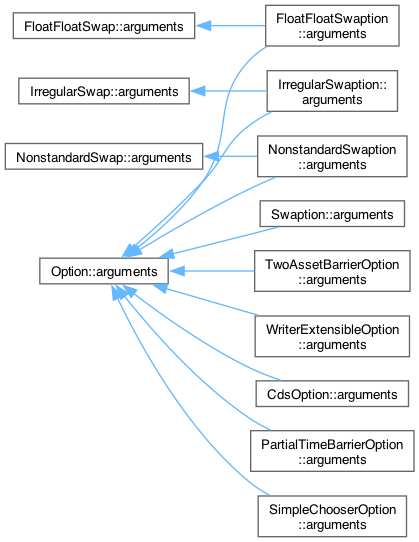 FloatFloatSwap::arguments
FloatFloatSwaption
::arguments
IrregularSwap::arguments
IrregularSwaption::
arguments
NonstandardSwap::arguments
NonstandardSwaption
::arguments
Swaption::arguments
Option::arguments
TwoAssetBarrierOption
::arguments
WriterExtensibleOption
::arguments
CdsOption::arguments
PartialTimeBarrierOption
::arguments
SimpleChooserOption
::arguments